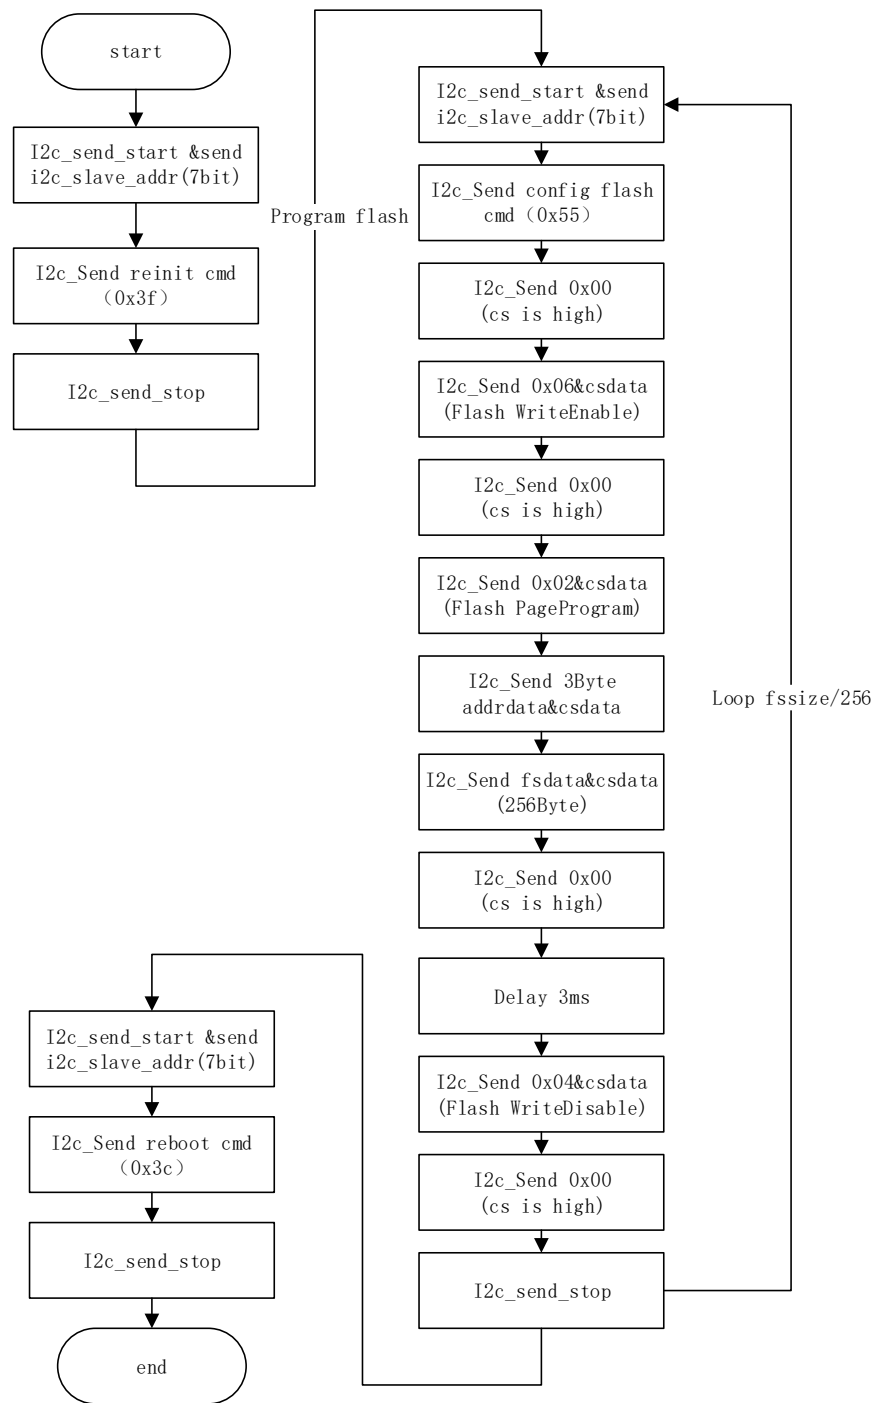 start
I2c_send_start &send
i2c_slave_addr(7bit)
I2c_Send reinit cmd
（0x3f）
I2c_send_stop
Program flash
I2c_send_start &send
i2c_slave_addr(7bit)
I2c_Send config flash
cmd（0x55）
I2c_Send 0x00
(cs is high)
I2c_Send 0x06&csdata
(Flash WriteEnable)
I2c_Send 0x00
(cs is high)
I2c_Send 0x02&csdata
(Flash PageProgram)
I2c_Send 3Byte
addrdata&csdata
I2c_Send fsdata&csdata
(256Byte)
I2c_Send 0x00
(cs is high)
Delay 3ms
I2c_Send 0x04&csdata
(Flash WriteDisable)
I2c_Send 0x00
(cs is high)
I2c_send_stop
Loop fssize/256
I2c_send_start &send
i2c_slave_addr(7bit)
I2c_Send reboot cmd
（0x3c）
I2c_send_stop
end